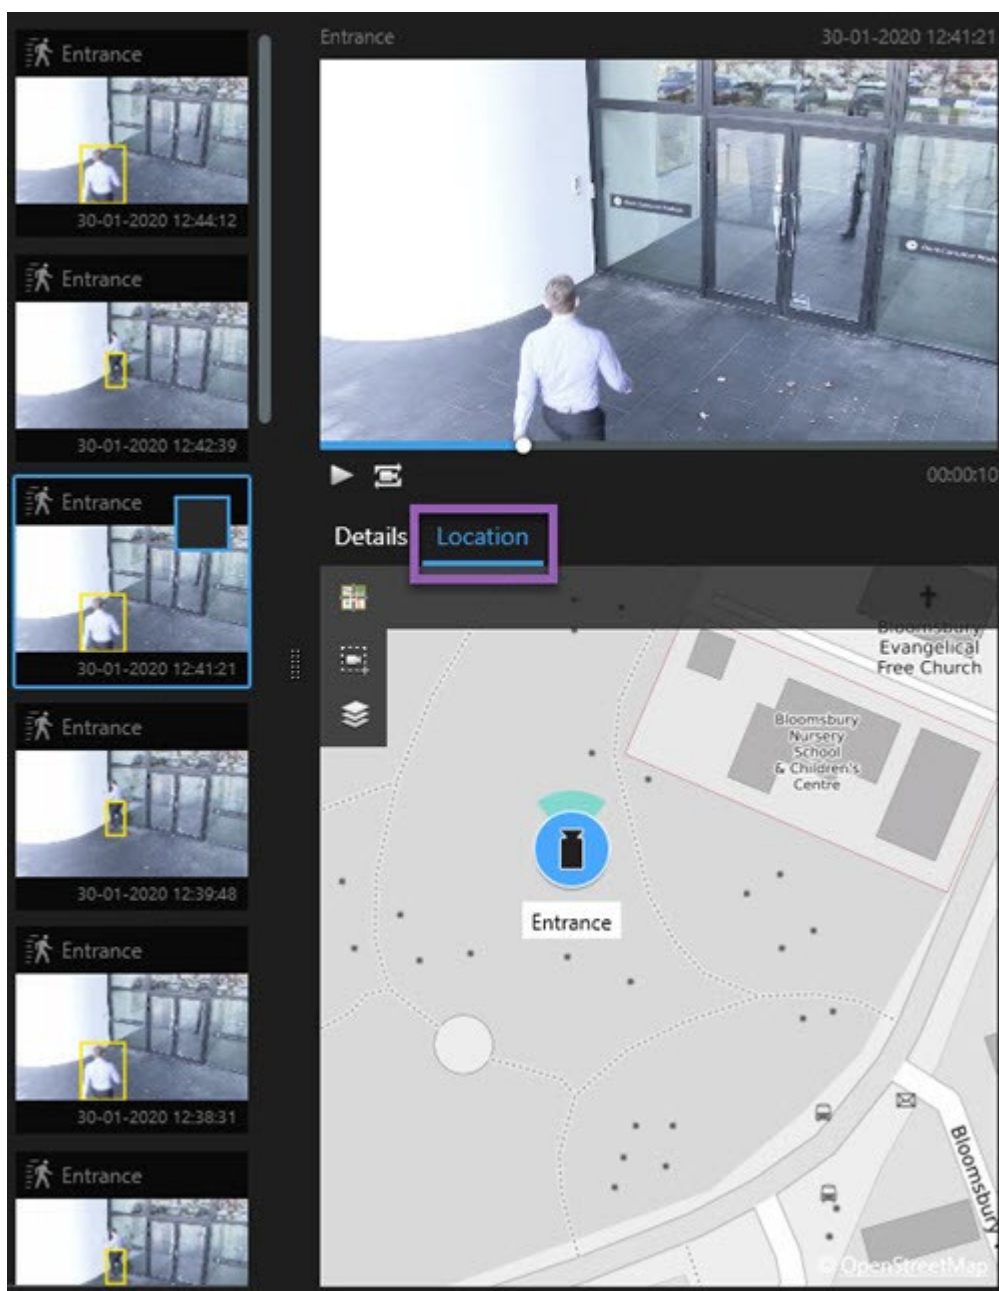 Entrance
30-01-2020 12:44:12
Entrance
30-01-2020 12:42:39
Entrance
30-01-2020 12:41:21
Entrance
30-01-2020 12:39:48
Entrance
30-01-2020 12:38:31
Entrance
Entrance 30-01-2020 12:41:21
00:00:10
Details Location
Bloomsbury
Evangelical
Free Church
Bloomsbury
Nursery
School
& Children's
Centre
Entrance
Bloomsbury
© OpenStreetMap